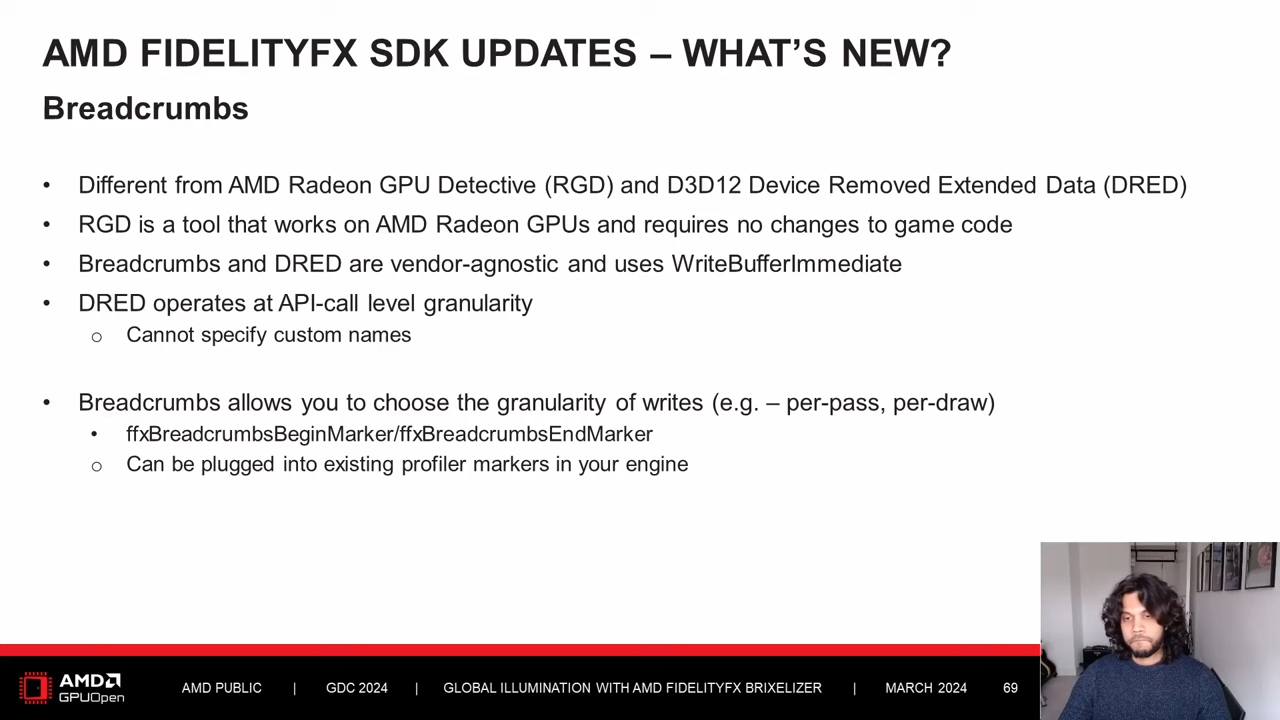 AMD FIDELITYFX SDK UPDATES – WHAT’S NEW?
Breadcrumbs
• Different from AMD Radeon GPU Detective (RGD) and D3D12 Device Removed Extended Data (DRED)
• RGD is a tool that works on AMD Radeon GPUs and requires no changes to game code
• Breadcrumbs and DRED are vendor-agnostic and uses WriteBufferImmediate
• DRED operates at API-call level granularity
o Cannot specify custom names
• Breadcrumbs allows you to choose the granularity of writes (e.g. – per-pass, per-draw)
• ffxBreadcrumbsBeginMarker/ffxBreadcrumbsEndMarker
o Can be plugged into existing profiler markers in your engine
AMD
GPUOpen
AMD PUBLIC | GDC 2024 | GLOBAL ILLUMINATION WITH AMD FIDELITYFX BRIXELIZER | MARCH 2024 69